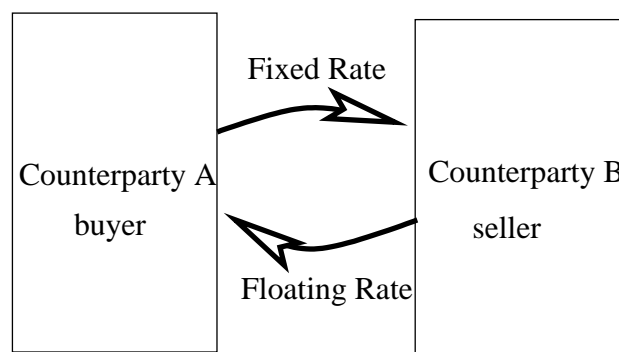 Fixed Rate
Counterparty A
buyer
Counterparty B
seller
Floating Rate